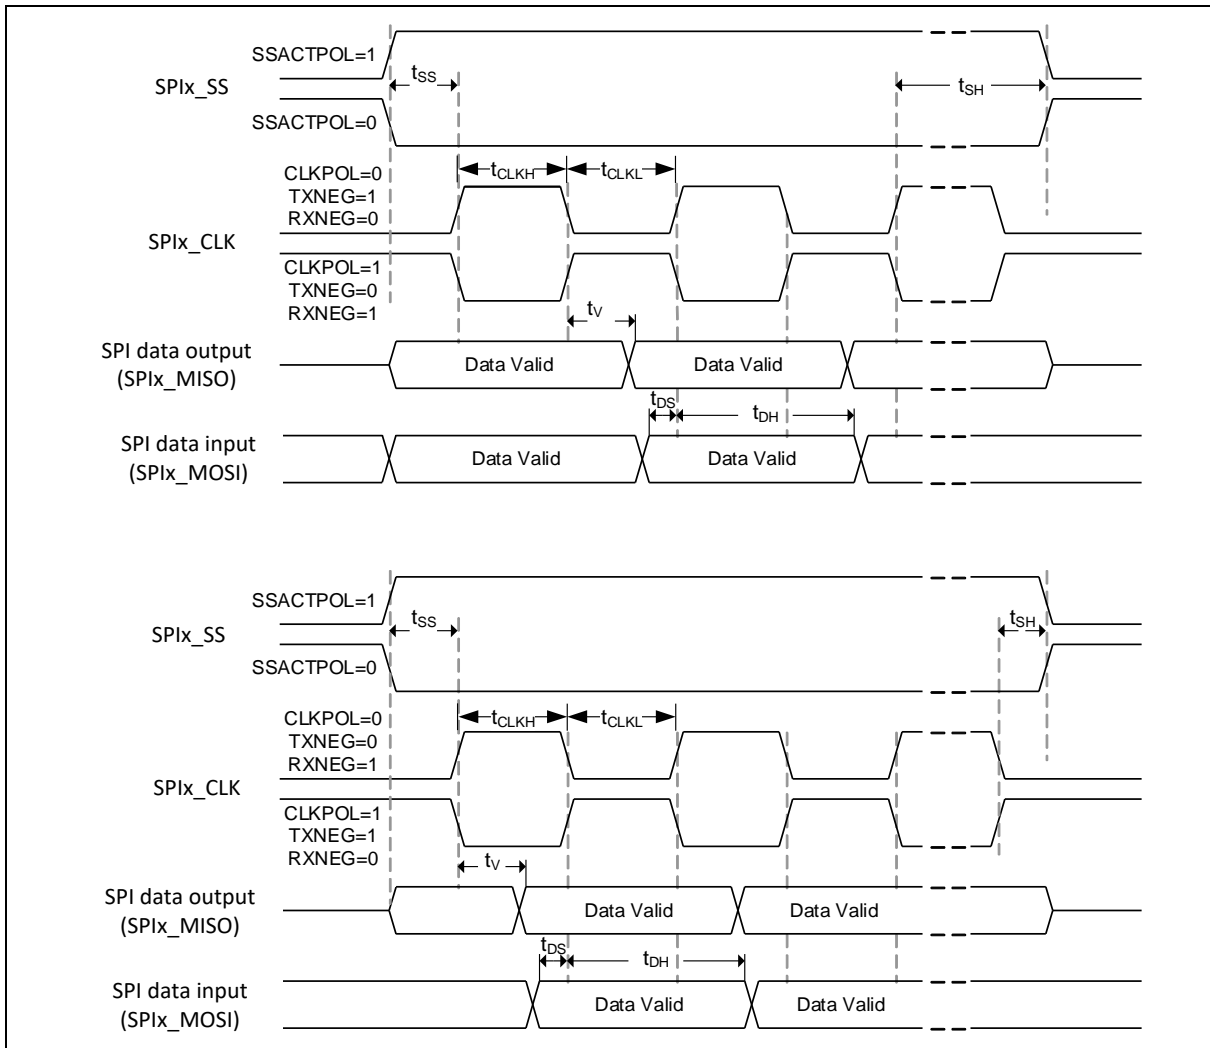 SSACTPOL=1
tSS
tSH
SPIx_SS
SSACTPOL=0
CLKPOL=0
TXNEG=1
RXNEG=0
tCLKH
tCLKL
SPIx_CLK
CLKPOL=1
TXNEG=0
RXNEG=1
tV
SPI data output
(SPIx_MISO)
Data Valid
Data Valid
tDS
tDH
SPI data input
(SPIx_MOSI)
Data Valid
Data Valid
SSACTPOL=1
tSS
tSH
SPIx_SS
SSACTPOL=0
CLKPOL=0
TXNEG=0
RXNEG=1
tCLKH
tCLKL
SPIx_CLK
CLKPOL=1
TXNEG=1
RXNEG=0
tV
SPI data output
(SPIx_MISO)
Data Valid
Data Valid
tDS
tDH
SPI data input
(SPIx_MOSI)
Data Valid
Data Valid